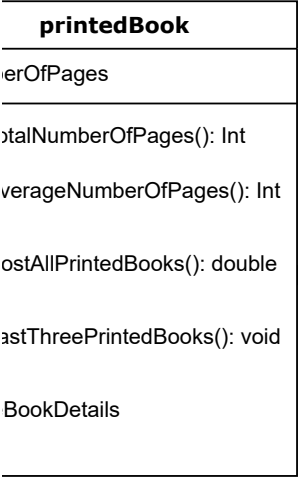 printedBook
erOfPages
otalNumberOfPages(): Int
verageNumberOfPages(): Int
ostAllPrintedBooks(): double
astThreePrintedBooks(): void
BookDetails